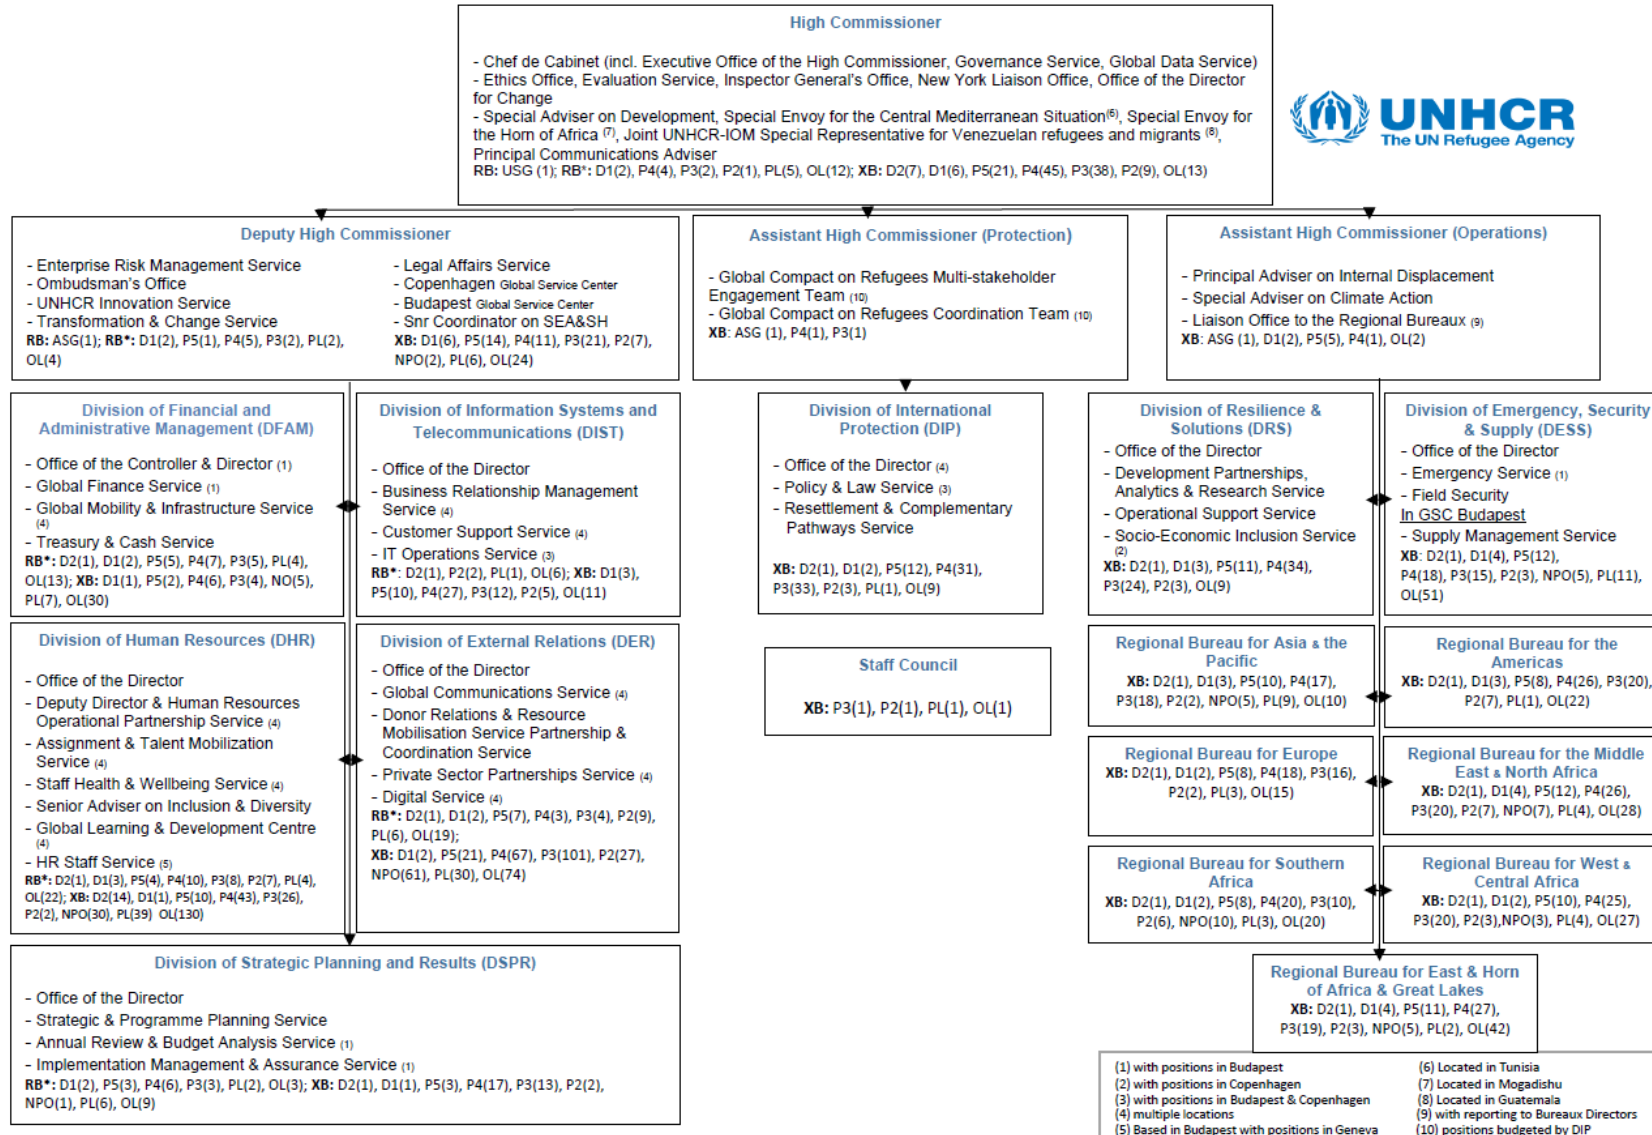 High Commissioner
- Chef de Cabinet (incl. Executive Office of the High Commissioner, Governance Service, Global Data Service)
- Ethics Office, Evaluation Service, Inspector General's Office, New York Liaison Office, Office of the Director
for Change
- Special Adviser on Development, Special Envoy for the Central Mediterranean Situation(6), Special Envoy for
the Horn of Africa (7), Joint UNHCR-IOM Special Representative for Venezuelan refugees and migrants (8),
Principal Communications Adviser
RB: USG (1); RB*: D1(2), P4(4), P3(2), P2(1), PL(5), OL(12); XB: D2(7), D1(6), P5(21), P4(45), P3(38), P2(9), OL(13)
UNHCR
The UN Refugee Agency
Deputy High Commissioner
- Enterprise Risk Management Service
- Ombudsman's Office
- UNHCR Innovation Service
- Transformation & Change Service
RB: ASG(1); RB*: D1(2), P5(1), P4(5), P3(2), PL(2),
OL(4)
- Legal Affairs Service
- Copenhagen Global Service Center
- Budapest Global Service Center
- Snr Coordinator on SEA&SH
XB: D1(6), P5(14), P4(11), P3(21), P2(7),
NPO(2), PL(6), OL(24)
Assistant High Commissioner (Protection)
- Global Compact on Refugees Multi-stakeholder
Engagement Team (10)
- Global Compact on Refugees Coordination Team (10)
XB: ASG (1), P4(1), P3(1)
Assistant High Commissioner (Operations)
- Principal Adviser on Internal Displacement
- Special Adviser on Climate Action
- Liaison Office to the Regional Bureaux (9)
XB: ASG (1), D1(2), P5(5), P4(1), OL(2)
Division of Financial and
Administrative Management (DFAM)
- Office of the Controller & Director (1)
- Global Finance Service (1)
- Global Mobility & Infrastructure Service
(4)
- Treasury & Cash Service
RB*: D2(1), D1(2), P5(5), P4(7), P3(5), PL(4),
OL(13); XB: D1(1), P5(2), P4(6), P3(4), NO(5),
PL(7), OL(30)
Division of Information Systems and
Telecommunications (DIST)
- Office of the Director
- Business Relationship Management
Service (4)
- Customer Support Service (4)
- IT Operations Service (3)
RB*: D2(1), P2(2), PL(1), OL(6); XB: D1(3),
P5(10), P4(27), P3(12), P2(5), OL(11)
Division of International
Protection (DIP)
- Office of the Director (4)
- Policy & Law Service (3)
- Resettlement & Complementary
Pathways Service
XB: D2(1), D1(2), P5(12), P4(31),
P3(33), P2(3), PL(1), OL(9)
Division of Resilience &
Solutions (DRS)
- Office of the Director
- Development Partnerships,
Analytics & Research Service
- Operational Support Service
- Socio-Economic Inclusion Service
(2)
XB: D2(1), D1(3), P5(11), P4(34),
P3(24), P2(3), OL(9)
Division of Emergency, Security
& Supply (DESS)
- Office of the Director
- Emergency Service (1)
- Field Security
In GSC Budapest
- Supply Management Service
XB: D2(1), D1(4), P5(12),
P4(18), P3(15), P2(3), NPO(5), PL(11),
OL(51)
Division of Human Resources (DHR)
- Office of the Director
- Deputy Director & Human Resources
Operational Partnership Service (4)
- Assignment & Talent Mobilization
Service (4)
- Staff Health & Wellbeing Service (4)
- Senior Adviser on Inclusion & Diversity
- Global Learning & Development Centre
(4)
- HR Staff Service (5)
RB*: D2(1), D1(3), P5(4), P4(10), P3(8), P2(7), PL(4),
OL(22); XB: D2(14), D1(1), P5(10), P4(43), P3(26),
P2(2), NPO(30), PL(39) OL(130)
Division of External Relations (DER)
- Office of the Director
- Global Communications Service (4)
- Donor Relations & Resource
Mobilisation Service Partnership &
Coordination Service
- Private Sector Partnerships Service (4)
- Digital Service (4)
RB*: D2(1), D1(2), P5(7), P4(3), P3(4), P2(9),
PL(6), OL(19);
XB: D1(2), P5(21), P4(67), P3(101), P2(27),
NPO(61), PL(30), OL(74)
Staff Council
XB: P3(1), P2(1), PL(1), OL(1)
Regional Bureau for Asia & the
Pacific
XB: D2(1), D1(3), P5(10), P4(17),
P3(18), P2(2), NPO(5), PL(9), OL(10)
Regional Bureau for the
Americas
XB: D2(1), D1(3), P5(8), P4(26), P3(20),
P2(7), PL(1), OL(22)
Regional Bureau for Europe
XB: D2(1), D1(2), P5(8), P4(18), P3(16),
P2(2), PL(3), OL(15)
Regional Bureau for the Middle
East & North Africa
XB: D2(1), D1(4), P5(12), P4(26),
P3(20), P2(7), NPO(7), PL(4), OL(28)
Regional Bureau for Southern
Africa
XB: D2(1), D1(2), P5(8), P4(20), P3(10),
P2(6), NPO(10), PL(3), OL(20)
Regional Bureau for West &
Central Africa
XB: D2(1), D1(2), P5(10), P4(25),
P3(20), P2(3),NPO(3), PL(4), OL(27)
Division of Strategic Planning and Results (DSPR)
- Office of the Director
- Strategic & Programme Planning Service
- Annual Review & Budget Analysis Service (1)
- Implementation Management & Assurance Service (1)
RB*: D1(2), P5(3), P4(6), P3(3), PL(2), OL(3); XB: D2(1), D1(1), P5(3), P4(17), P3(13), P2(2),
NPO(1), PL(6), OL(9)
Regional Bureau for East & Horn
of Africa & Great Lakes
XB: D2(1), D1(4), P5(11), P4(27),
P3(19), P2(3), NPO(5), PL(2), OL(42)
(1) with positions in Budapest
(2) with positions in Copenhagen
(3) with positions in Budapest & Copenhagen
(4) multiple locations
(5) Based in Budapest with positions in Geneva
(6) Located in Tunisia
(7) Located in Mogadishu
(8) Located in Guatemala
(9) with reporting to Bureaux Directors
(10) positions budgeted by DIP